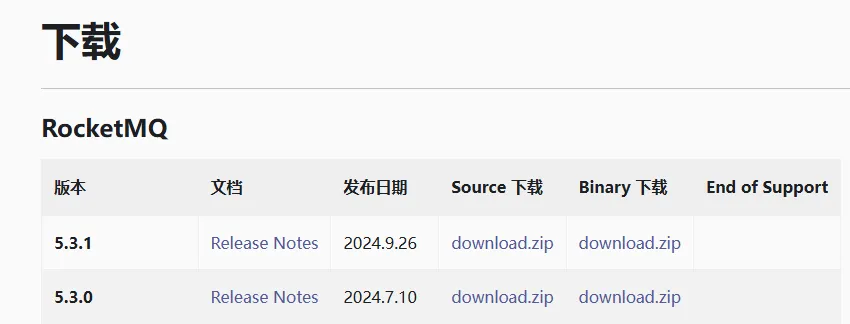 下载
RocketMQ
版本 文档 发布日期 Source 下载 Binary 下载 End of Support
5.3.1 Release Notes 2024.9.26 download.zip download.zip
5.3.0 Release Notes 2024.7.10 download.zip download.zip